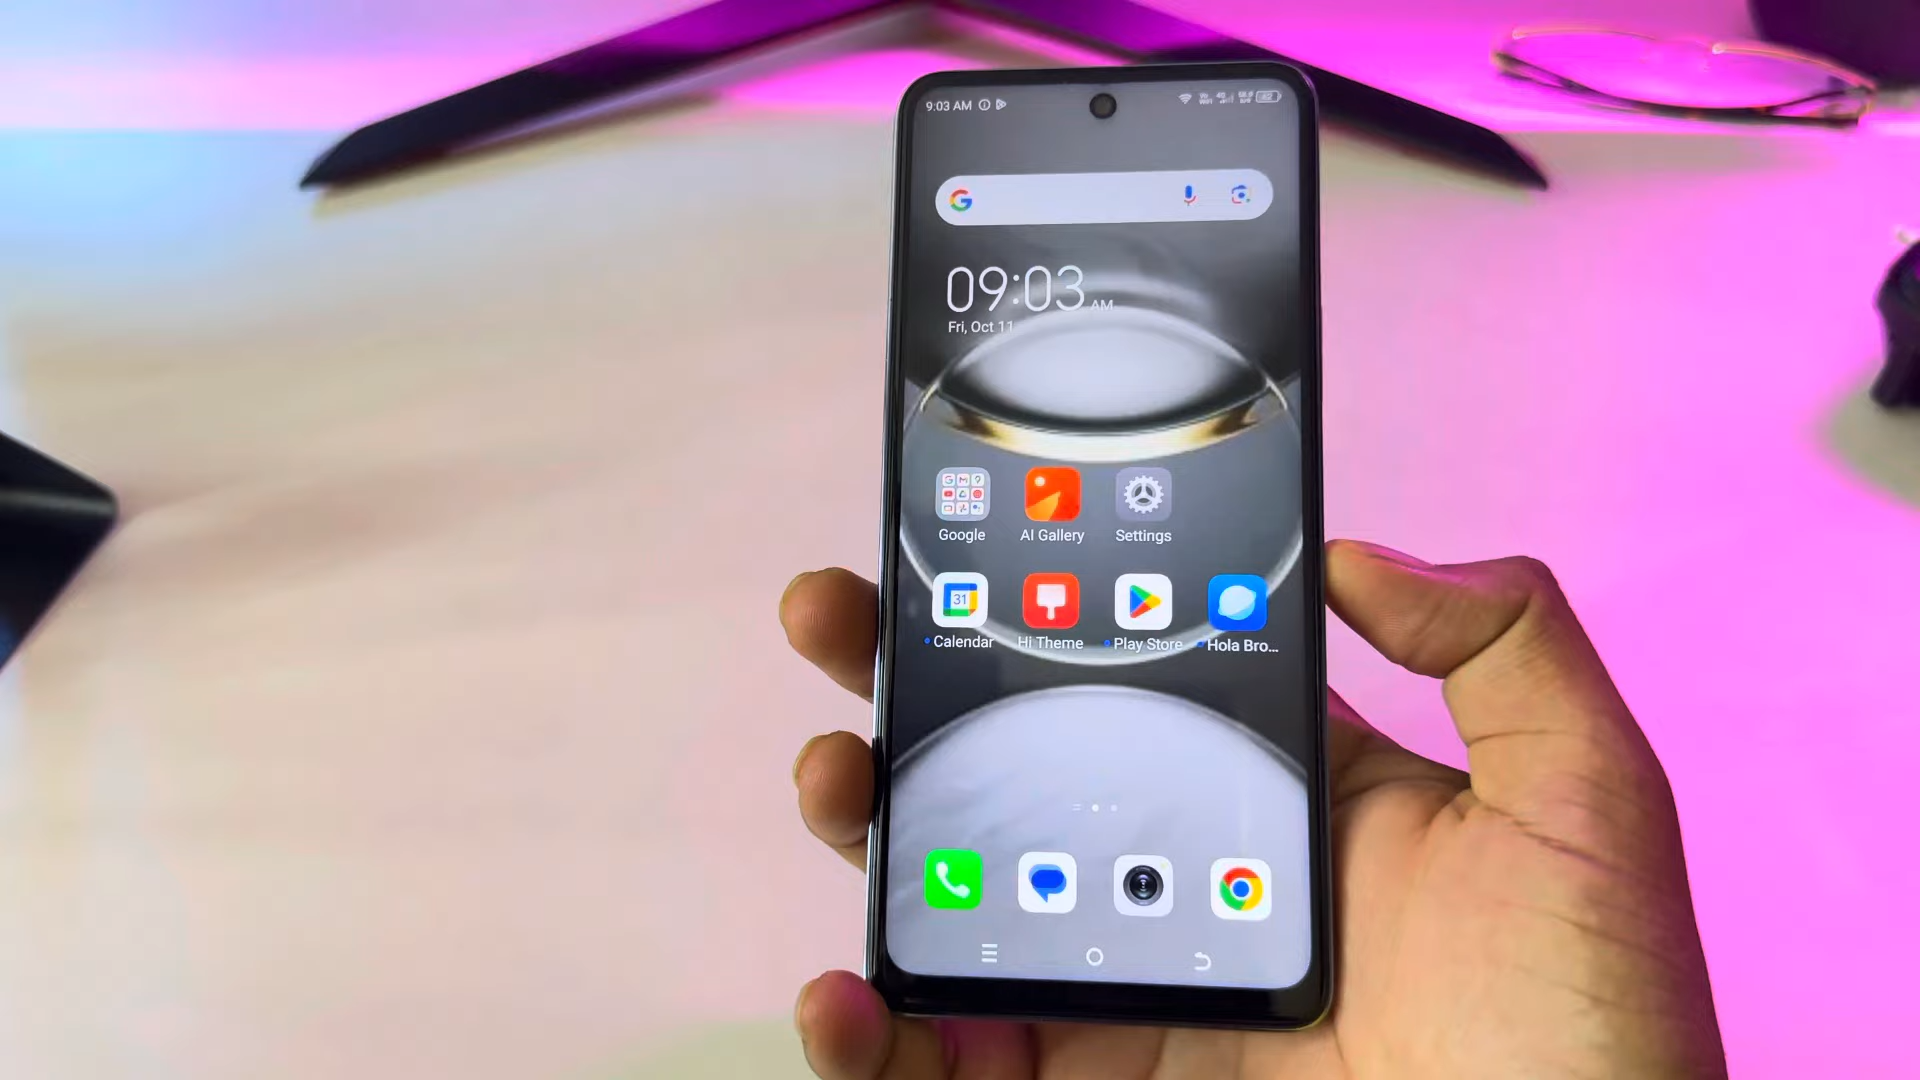 9:03 AM
09:03 AM
Fri, Oct 11
Google AI Gallery Settings
31
Calendar Hi Theme Play Store Hola Bro...